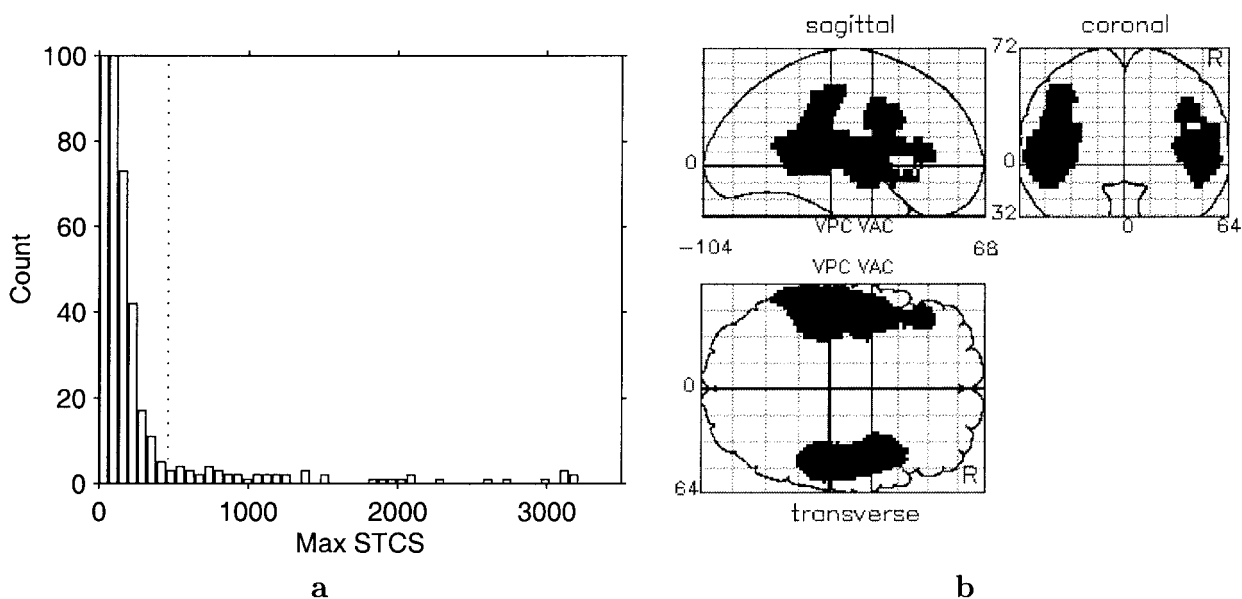 100
80
60
40
20
0
Count
0 1000 2000 3000
Max STCS
a
sagittal
0
VPC VAC
-104 68
coronal
R
72
0
32
0 64
VPC VAC
0
64
R
transverse
b